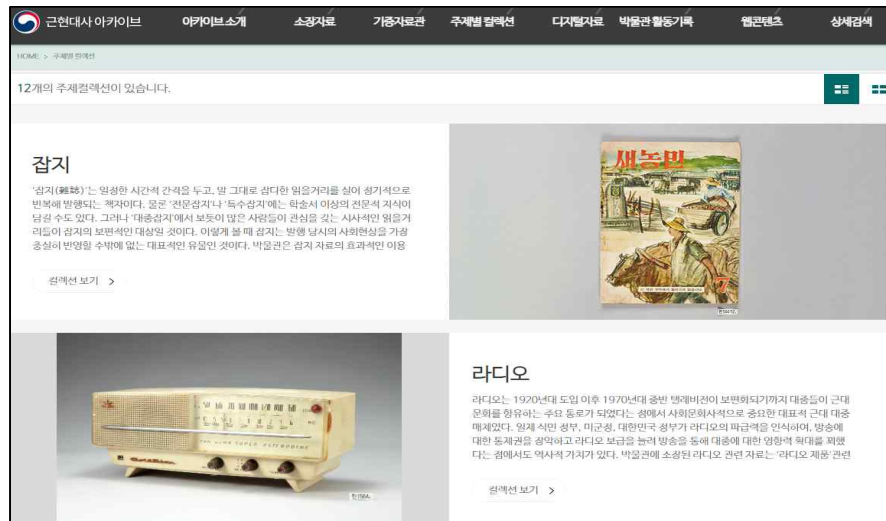 근현대사 아카이브
아카이브 소개 소장자료 기증자료관 주제별 컬렉션 디지털자료 박물관 활동기록 웹콘텐츠 상세검색
HOME > 주제별 컬렉션
12개의 주제컬렉션이 있습니다.
잡지
'잡지(雜誌)'는 일정한 시간적 간격을 두고, 말 그대로 잡다한 읽을거리를 실어 정기적으로
반복해 발행되는 책자이다. 물론 '전문잡지'나 '특수잡지'에는 학술서 이상의 전문적 지식이
담길 수도 있다. 그러나 '대중잡지'에서 보듯이 많은 사람들이 관심을 갖는 시사적인 읽을거
리들이 잡지의 보편적인 대상일 것이다. 이렇게 볼 때 잡지는 발행 당시의 사회현상을 가장
충실히 반영할 수밖에 없는 대표적인 유물인 것이다. 박물관은 잡지 자료의 효과적인 이용
컬렉션 보기 >
새농민
7
라디오
라디오는 1920년대 도입 이후 1970년대 중반 텔레비전이 보편화되기까지 대중들이 근대
문화를 향유하는 주요 통로가 되었다는 점에서 사회문화사적으로 중요한 대표적 근대 대중
매체였다. 일제 식민 정부, 미군정, 대한민국 정부가 라디오의 파급력을 인식하여, 방송에
대한 통제권을 장악하고 라디오 보급을 늘려 방송을 통해 대중에 대한 영향력 확대를 꾀했
다는 점에서도 역사적 가치가 있다. 박물관에 소장된 라디오 관련 자료는 '라디오 제품' 관련
컬렉션 보기 >